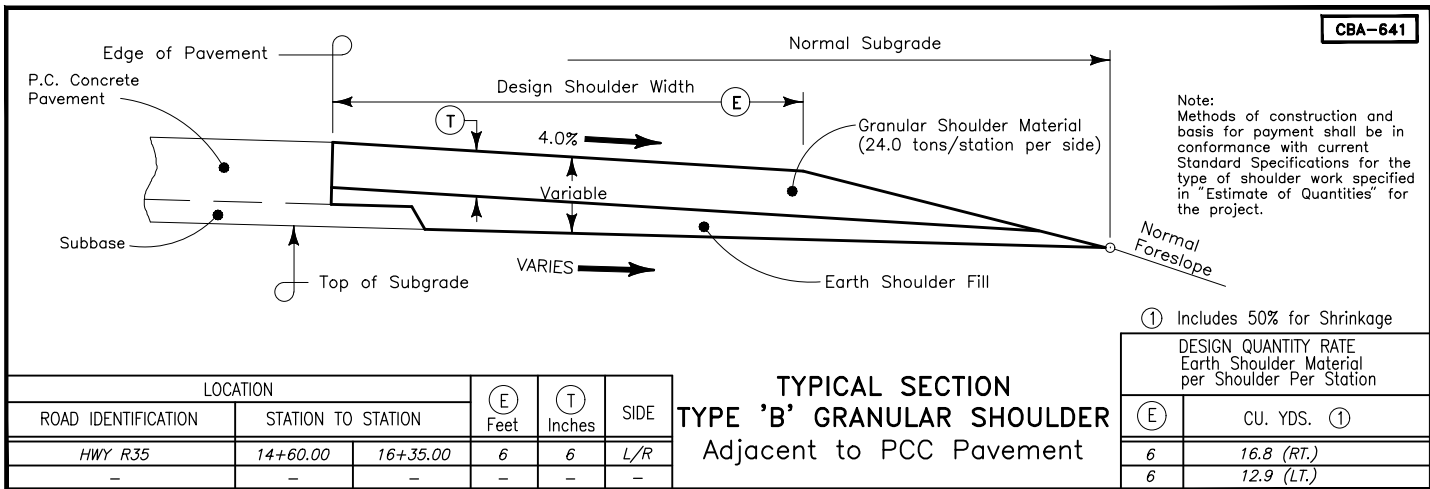 CBA-641
Edge of Pavement
Normal Subgrade
P.C. Concrete
Pavement
Design Shoulder Width
E
T
4.0%
Granular Shoulder Material
(24.0 tons/station per side)
Variable
Note:
Methods of construction and
basis for payment shall be in
conformance with current
Standard Specifications for the
type of shoulder work specified
in "Estimate of Quantities" for
the project.
Subbase
VARIES
Top of Subgrade
Earth Shoulder Fill
Normal
Foreslope
1 Includes 50% for Shrinkage
DESIGN QUANTITY RATE
Earth Shoulder Material
per Shoulder Per Station
E CU. YDS. 1
6 16.8 (RT.)
6 12.9 (LT.)
TYPICAL SECTION
TYPE 'B' GRANULAR SHOULDER
Adjacent to PCC Pavement
LOCATION E Feet T Inches SIDE
ROAD IDENTIFICATION STATION TO STATION
HWY R35 14+60.00 16+35.00 6 6 L/R
– – – – – –